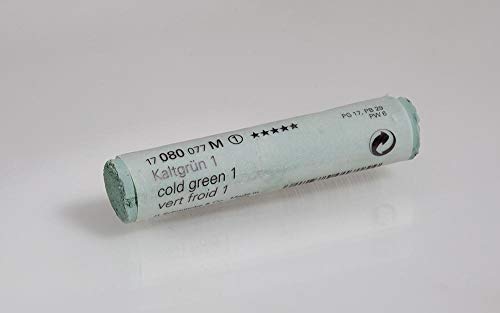 17 080 077 M 1 ★★★★★
Kaltgrün 1
cold green 1
vert froid 1
PG 17, PB 29
PW 6